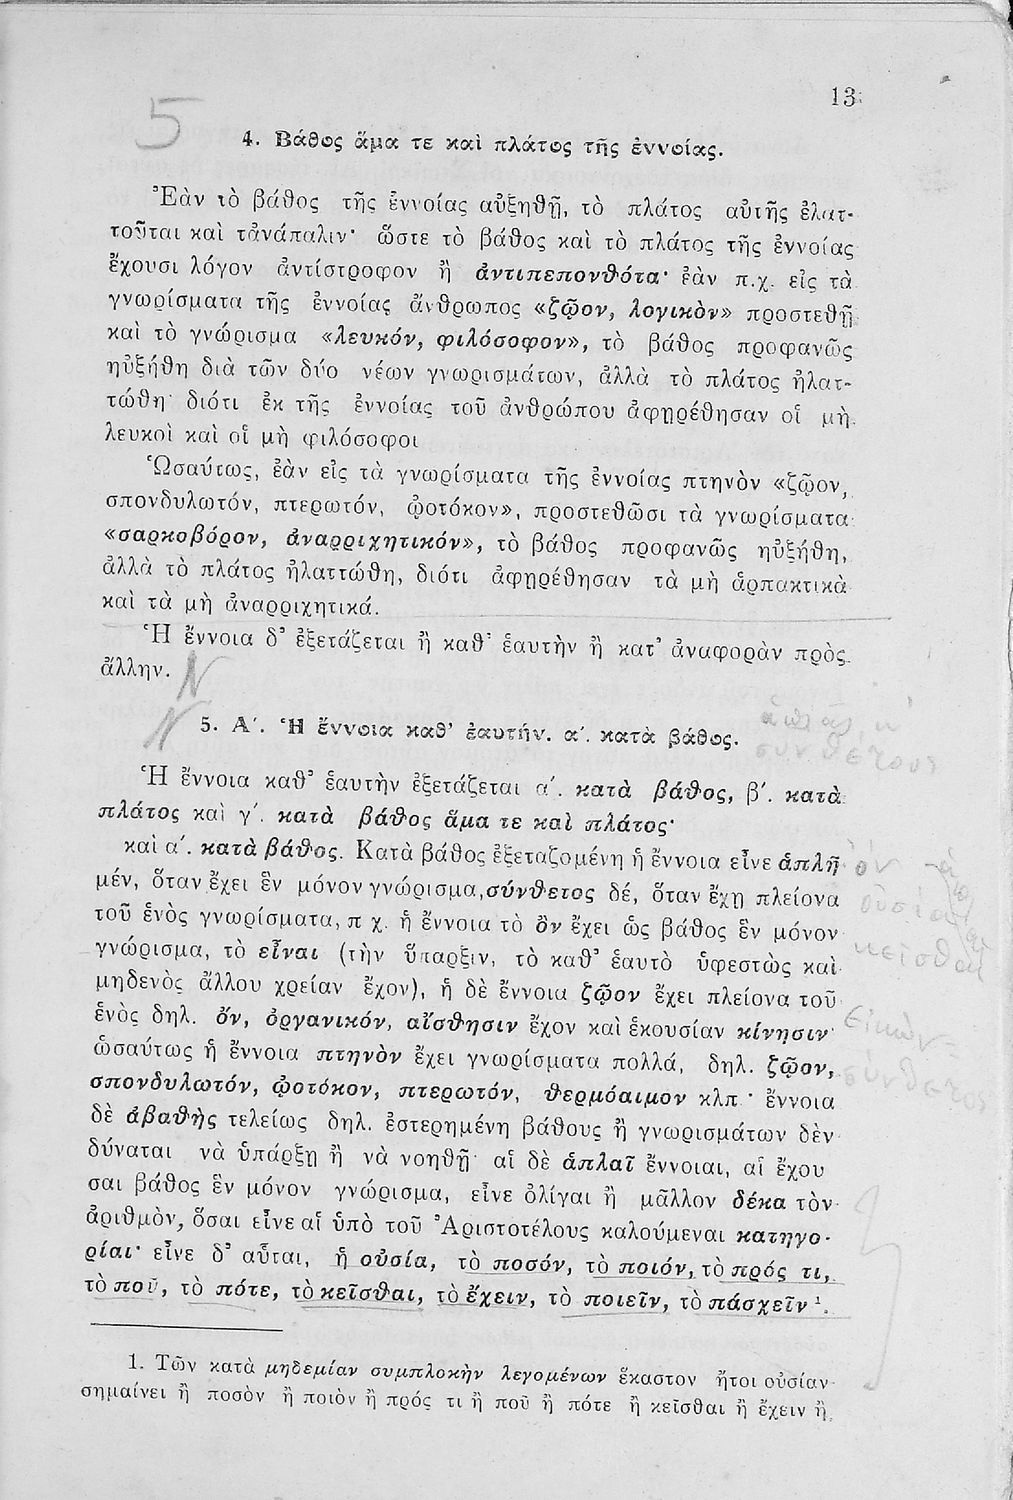 13
5
4. Βάθος ἅμα τε καὶ πλάτος τῆς ἐννοίας.
Ἐὰν τὸ βάθος τῆς ἐννοίας αὐξηθῇ, τὸ πλάτος αὐτῆς ἐλατ-
τοῦται καὶ τἀνάπαλιν· ὥστε τὸ βάθος καὶ τὸ πλάτος τῆς ἐννοίας
ἔχουσι λόγον ἀντίστροφον ἢ ἀντιπεπονθότα· ἐὰν π.χ. εἰς τὰ
γνωρίσματα τῆς ἐννοίας ἄνθρωπος «ζῷον, λογικὸν» προστεθῇ
καὶ τὸ γνώρισμα «λευκόν, φιλόσοφον», τὸ βάθος προφανῶς
ηὐξήθη διὰ τῶν δύο νέων γνωρισμάτων, ἀλλὰ τὸ πλάτος ἠλατ-
τώθη· διότι ἐκ τῆς ἐννοίας τοῦ ἀνθρώπου ἀφῃρέθησαν οἱ μὴ
λευκοὶ καὶ οἱ μὴ φιλόσοφοι
Ὡσαύτως, ἐὰν εἰς τὰ γνωρίσματα τῆς ἐννοίας πτηνὸν «ζῷον,
σπονδυλωτόν, πτερωτόν, ᾠοτόκον», προστεθῶσι τὰ γνωρίσματα
«σαρκοβόρον, ἀναρριχητικόν», τὸ βάθος προφανῶς ηὐξήθη,
ἀλλὰ τὸ πλάτος ἠλαττώθη, διότι ἀφῃρέθησαν τὰ μὴ ἁρπακτικὰ
καὶ τὰ μὴ ἀναρριχητικά.
Ἡ ἔννοια δ' ἐξετάζεται ἢ καθ' ἑαυτὴν ἢ κατ' ἀναφορὰν πρὸς
ἄλλην.
5. Α΄. Ἡ ἔννοια καθ' ἑαυτήν. α΄. κατὰ βάθος.
Ἡ ἔννοια καθ' ἑαυτὴν ἐξετάζεται α΄. κατὰ βάθος, β΄. κατὰ
πλάτος καὶ γ΄. κατὰ βάθος ἅμα τε καὶ πλάτος·
καὶ α΄. κατὰ βάθος. Κατὰ βάθος ἐξεταζομένη ἡ ἔννοια εἶνε ἁπλῆ
μέν, ὅταν ἔχει ἓν μόνον γνώρισμα, σύνθετος δέ, ὅταν ἔχῃ πλείονα
τοῦ ἑνὸς γνωρίσματα, π χ. ἡ ἔννοια τὸ ὂν ἔχει ὡς βάθος ἓν μόνον
γνώρισμα, τὸ εἶναι (τὴν ὕπαρξιν, τὸ καθ' ἑαυτὸ ὑφεστὼς καὶ
μηδενὸς ἄλλου χρείαν ἔχον), ἡ δὲ ἔννοια ζῷον ἔχει πλείονα τοῦ
ἑνὸς δηλ. ὄν, ὀργανικόν, αἴσθησιν ἔχον καὶ ἑκουσίαν κίνησιν·
ὡσαύτως ἡ ἔννοια πτηνὸν ἔχει γνωρίσματα πολλά, δηλ. ζῷον,
σπονδυλωτόν, ᾠοτόκον, πτερωτόν, θερμόαιμον κλπ · ἔννοια
δὲ ἀβαθὴς τελείως δηλ. ἐστερημένη βάθους ἢ γνωρισμάτων δὲν
δύναται νὰ ὑπάρξῃ ἢ νὰ νοηθῇ· αἱ δὲ ἁπλαῖ ἔννοιαι, αἱ ἔχου
σαι βάθος ἓν μόνον γνώρισμα, εἶνε ὀλίγαι ἢ μᾶλλον δέκα τὸν
ἀριθμὸν, ὅσαι εἶνε αἱ ὑπὸ τοῦ Ἀριστοτέλους καλούμεναι κατηγο-
ρίαι· εἶνε δ' αὗται, ἡ οὐσία, τὸ ποσόν, τὸ ποιόν, τὸ πρός τι,
τὸ ποῦ, τὸ πότε, τὸ κεῖσθαι, τὸ ἔχειν, τὸ ποιεῖν, τὸ πάσχεῖν ¹.
1. Τῶν κατὰ μηδεμίαν συμπλοκὴν λεγομένων ἕκαστον ἤτοι οὐσίαν
σημαίνει ἢ ποσὸν ἢ ποιὸν ἢ πρός τι ἢ ποῦ ἢ πότε ἢ κεῖσθαι ἢ ἔχειν ἢ
συνθέτους
ὄν
κεῖσθαι
εἰκὼν =
σύνθετος